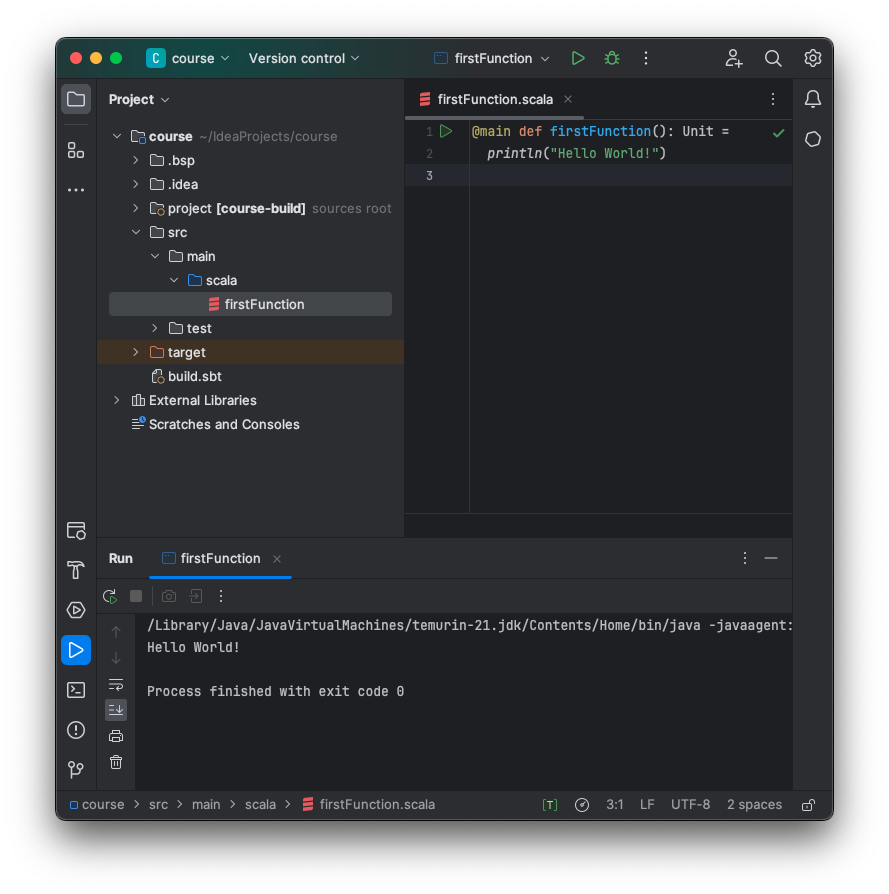 C course Version control firstFunction
Project
firstFunction.scala
course ~/IdeaProjects/course
.bsp
.idea
project [course-build] sources root
src
main
scala
firstFunction
test
target
build.sbt
External Libraries
Scratches and Consoles
1 @main def firstFunction(): Unit =
2 println("Hello World!")
3
Run firstFunction
/Library/Java/JavaVirtualMachines/temurin-21.jdk/Contents/Home/bin/java -javaagent:
Hello World!
Process finished with exit code 0
course > src > main > scala > firstFunction.scala [T] 3:1 LF UTF-8 2 spaces